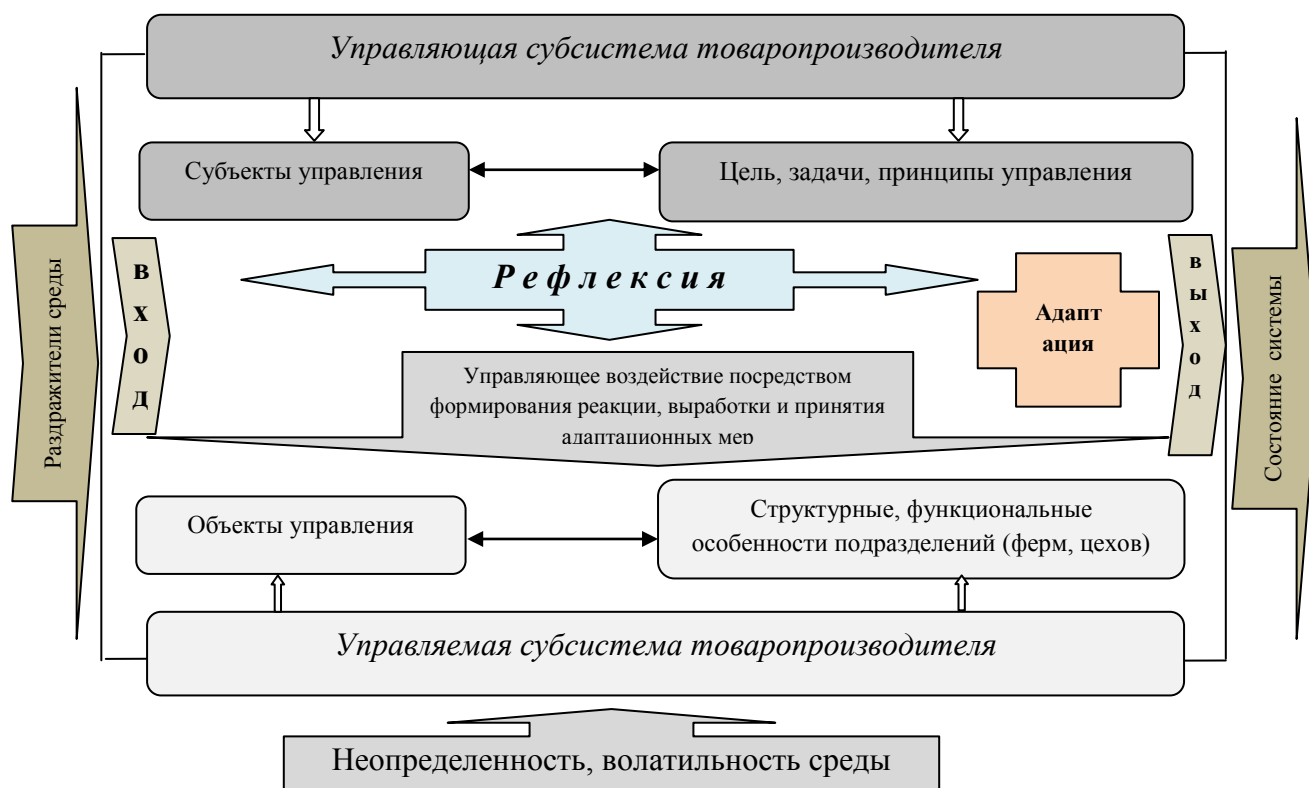 Управляющая субсистема товаропроизводителя
Субъекты управления
Цель, задачи, принципы управления
Раздражители среды
вход
Рефлексия
Адапт
ация
выход
Состояние системы
Управляющее воздействие посредством
формирования реакции, выработки и принятия
адаптационных мер
Объекты управления
Структурные, функциональные
особенности подразделений (ферм, цехов)
Управляемая субсистема товаропроизводителя
Неопределенность, волатильность среды